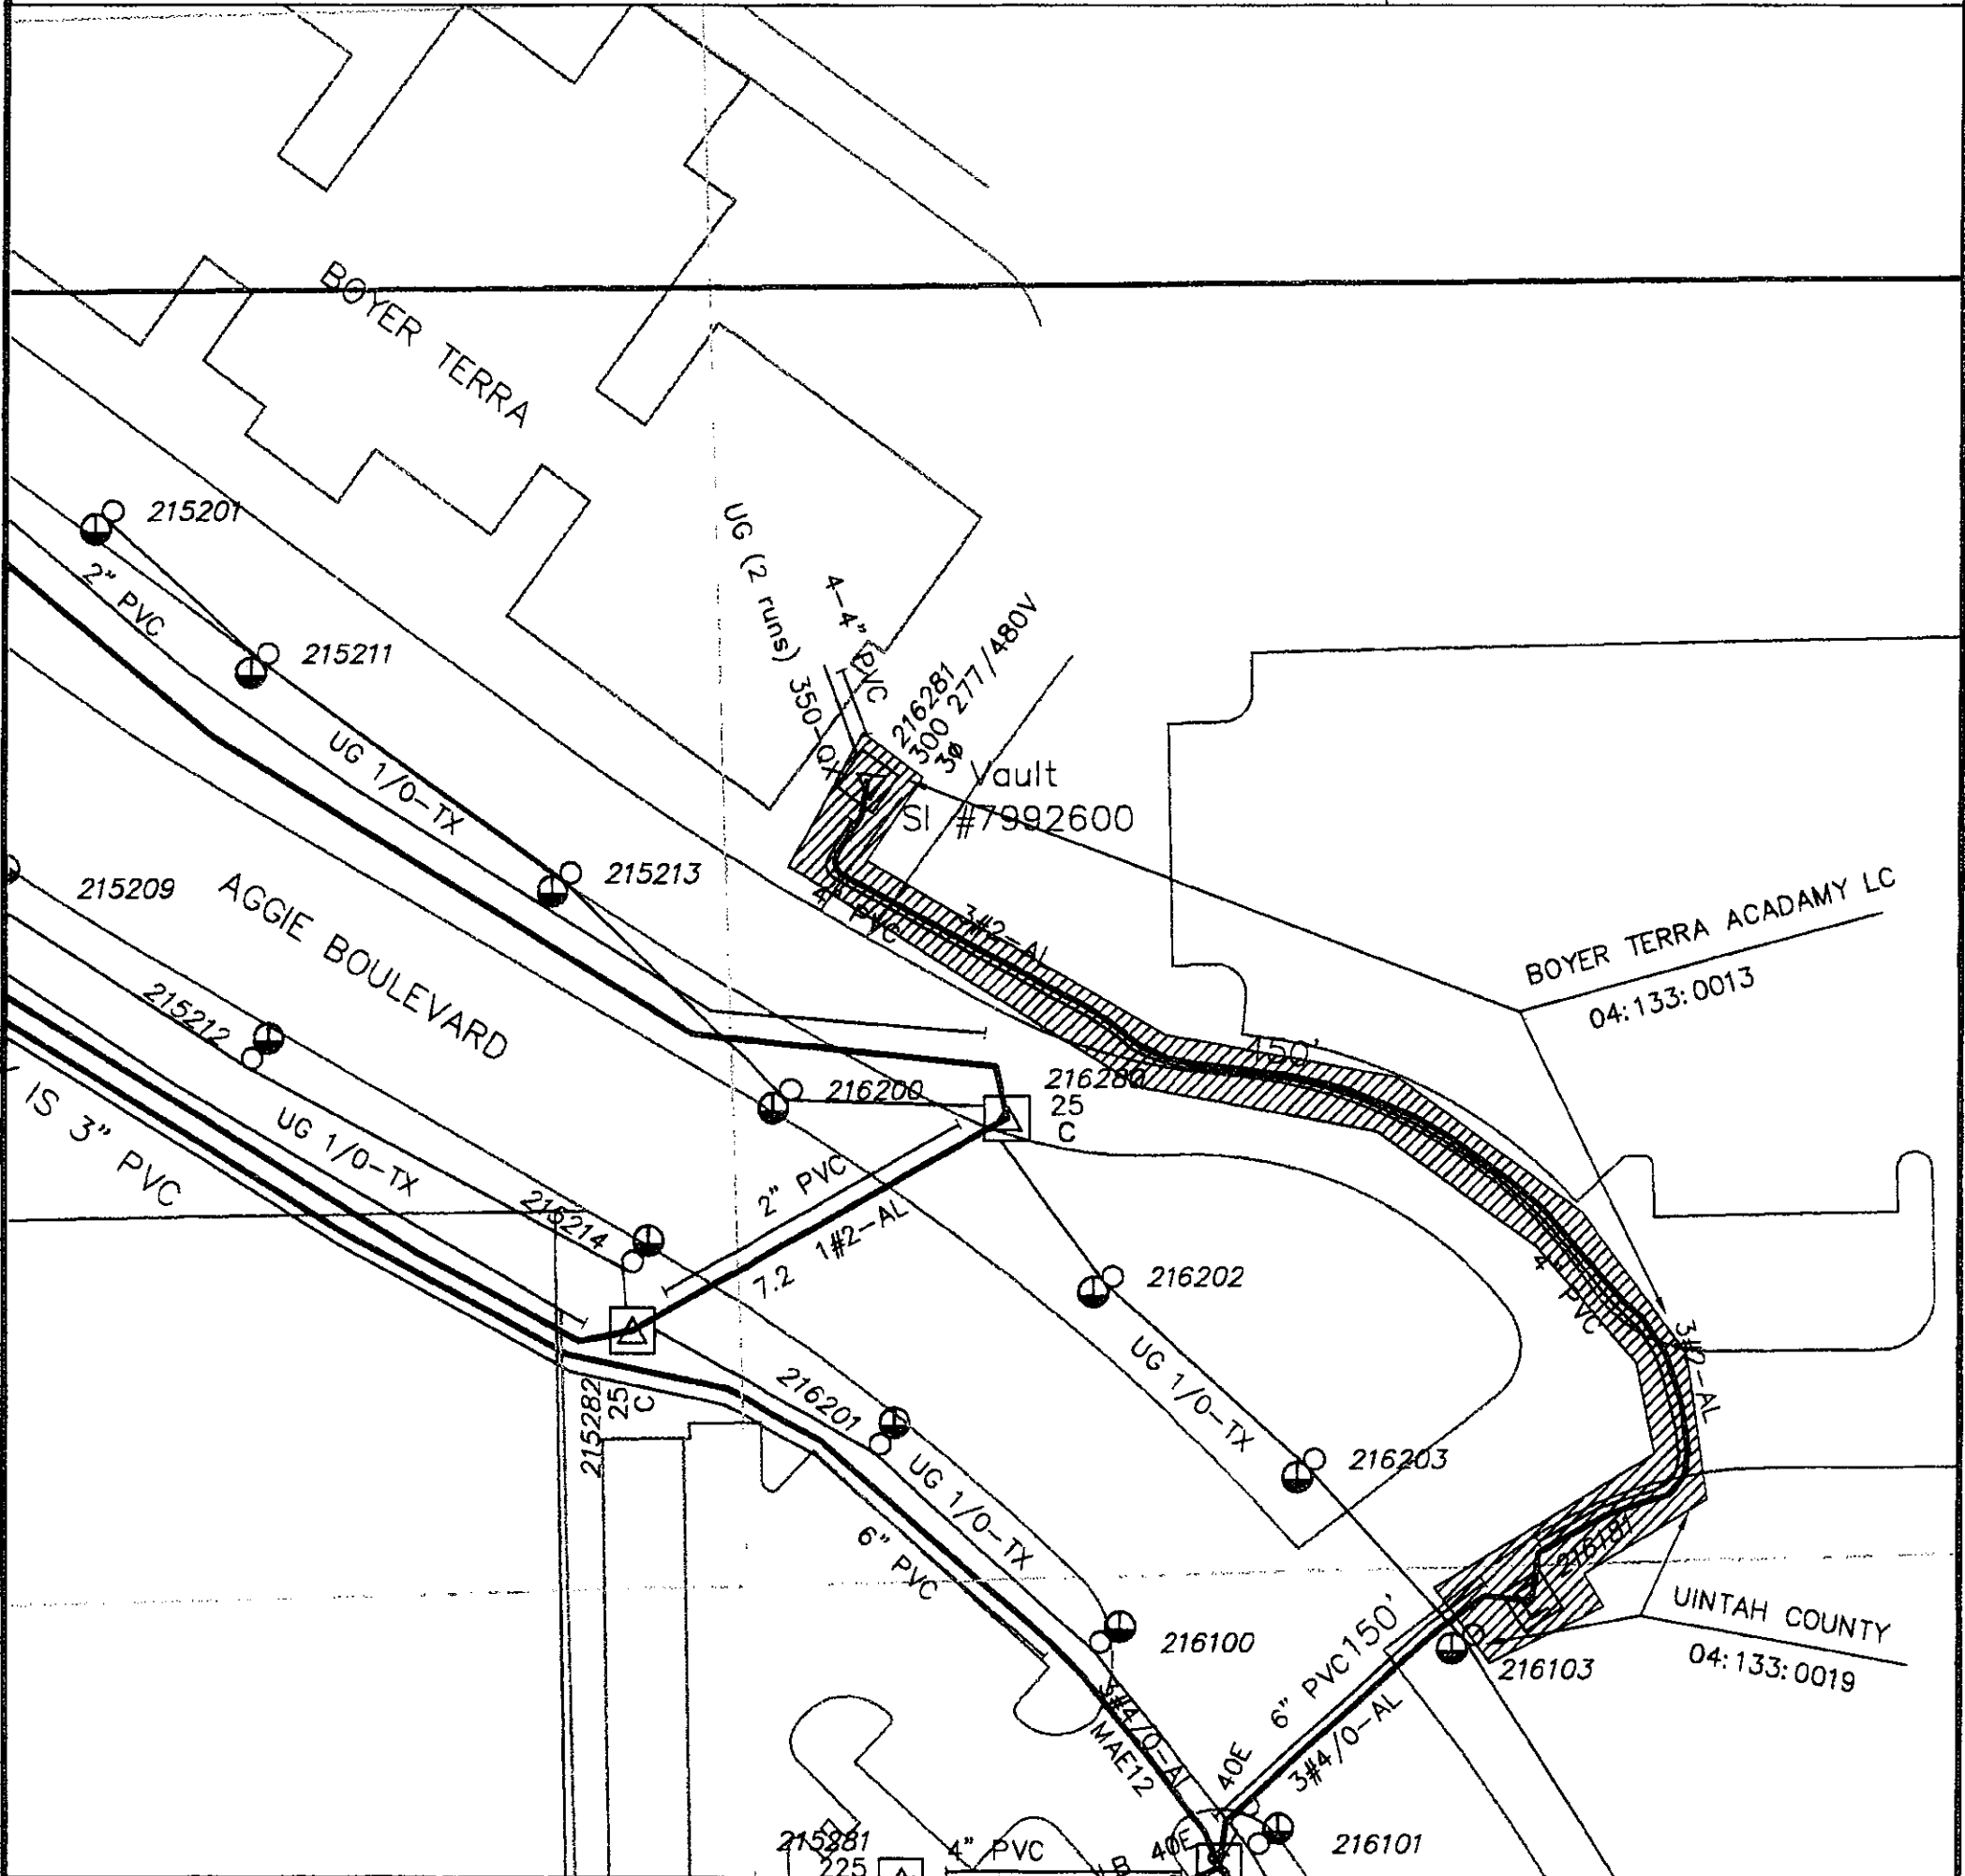 BOYER TERRA
215201
2" PVC
215211
UG 1/0-TX
UG (2 runs) 350-QX
4-4" PVC
216281
300 277/480V
3ø
Vault
SI #7992600
215213
215209
AGGIE BOULEVARD
4" PVC
3#2-AL
BOYER TERRA ACADAMY LC
04:133:0013
450'
215212
UG 1/0-TX
IS 3" PVC
216200
216280
25
C
2" PVC
7.2 1#2-AL
215214
216202
4" PVC
3#2-AL
UG 1/0-TX
215282
25
C
216201
UG 1/0-TX
216203
6" PVC
216181
UINTAH COUNTY
04:133:0019
216100
6" PVC 150'
216103
3#4/0-AL
3#4/0-AL
MAE12
40E
215281
225
4" PVC
B
40E
216101